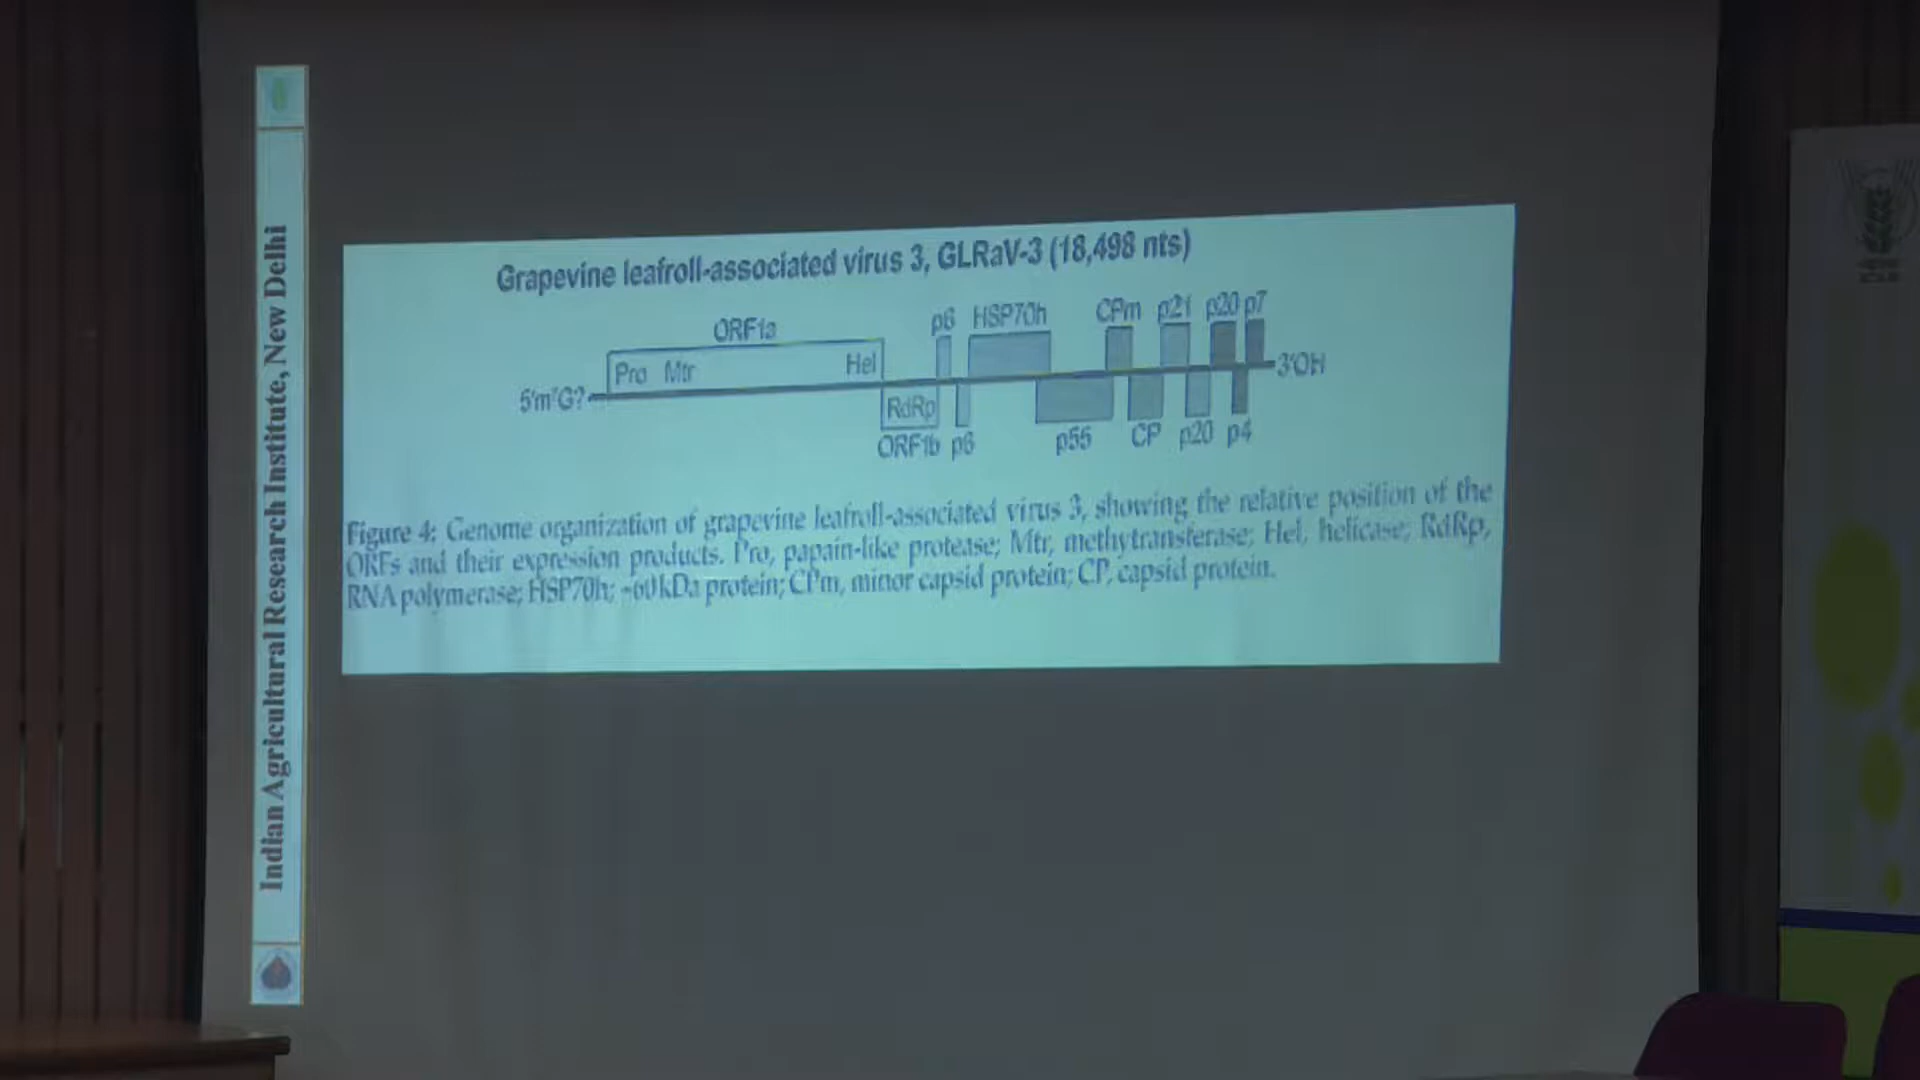 Indian Agricultural Research Institute, New Delhi
Grapevine leafroll-associated virus 3, GLRaV-3 (18,498 nts)
ORF1a p6 HSP70h CPm p21 p20 p7
Pro Mtr Hel
5'm⁷G? 3'OH
RdRp
ORF1b p6 p55 CP p20 p4
Figure 4: Genome organization of grapevine leafroll-associated virus 3, showing the relative position of the
ORFs and their expression products. Pro, papain-like protease; Mtr, methytransferase; Hel, helicase; RdRp,
RNA polymerase; HSP70h; ~60kDa protein; CPm, minor capsid protein; CP, capsid protein.